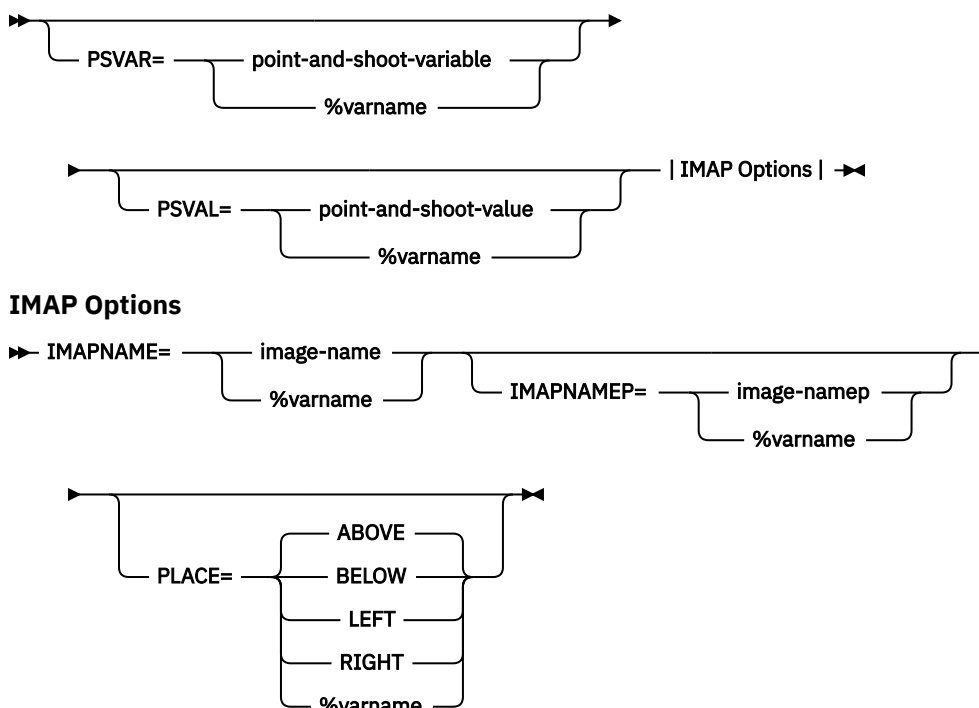 PSVAR= point-and-shoot-variable
%varname
PSVAL= point-and-shoot-value | IMAP Options |
%varname
IMAP Options
IMAPNAME= image-name
%varname
IMAPNAMEP= image-namep
%varname
PLACE= ABOVE
BELOW
LEFT
RIGHT
%varname